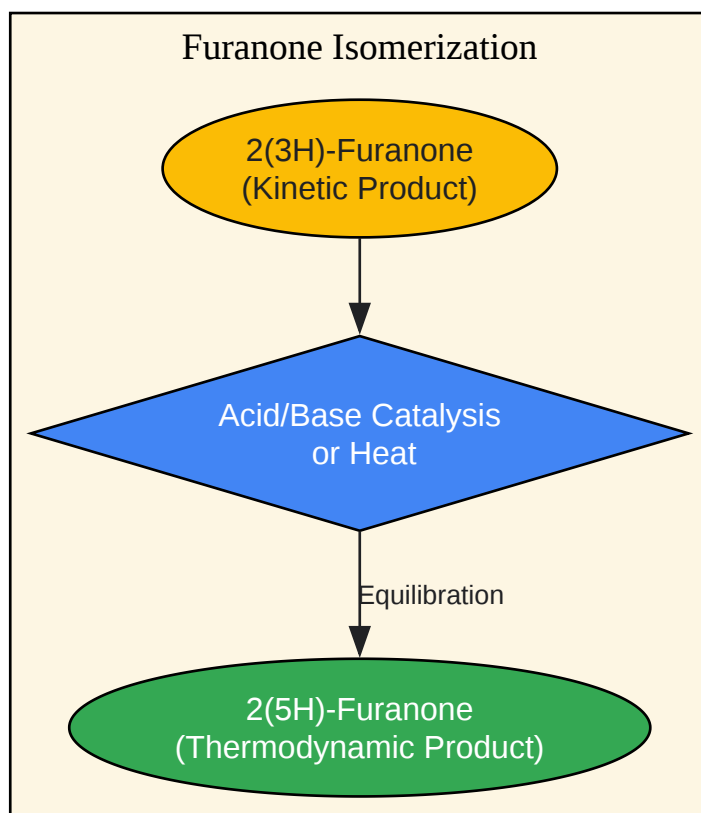 Furanone Isomerization
2(3H)-Furanone
(Kinetic Product)
Acid/Base Catalysis
or Heat
Equilibration
2(5H)-Furanone
(Thermodynamic Product)